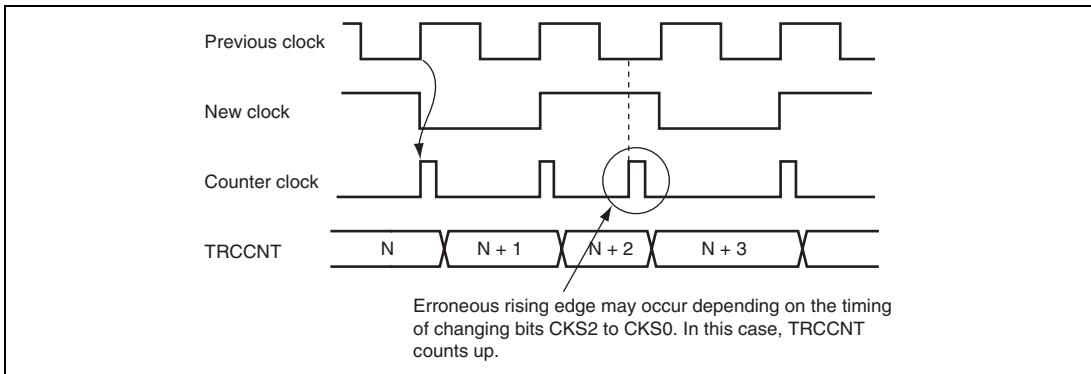 Previous clock
New clock
Counter clock
TRCCNT
N
N + 1
N + 2
N + 3
Erroneous rising edge may occur depending on the timing
of changing bits CKS2 to CKS0. In this case, TRCCNT
counts up.